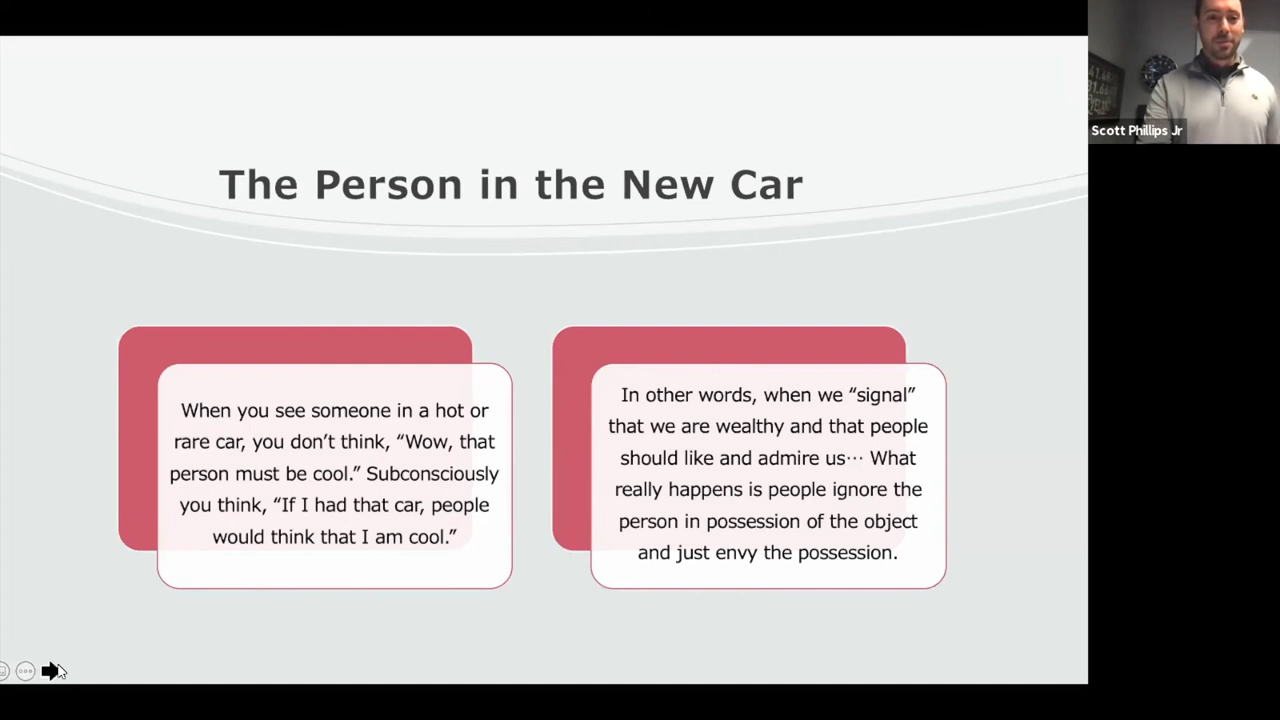 The Person in the New Car
When you see someone in a hot or
rare car, you don’t think, “Wow, that
person must be cool.” Subconsciously
you think, “If I had that car, people
would think that I am cool.”
In other words, when we “signal”
that we are wealthy and that people
should like and admire us… What
really happens is people ignore the
person in possession of the object
and just envy the possession.
Scott Phillips Jr